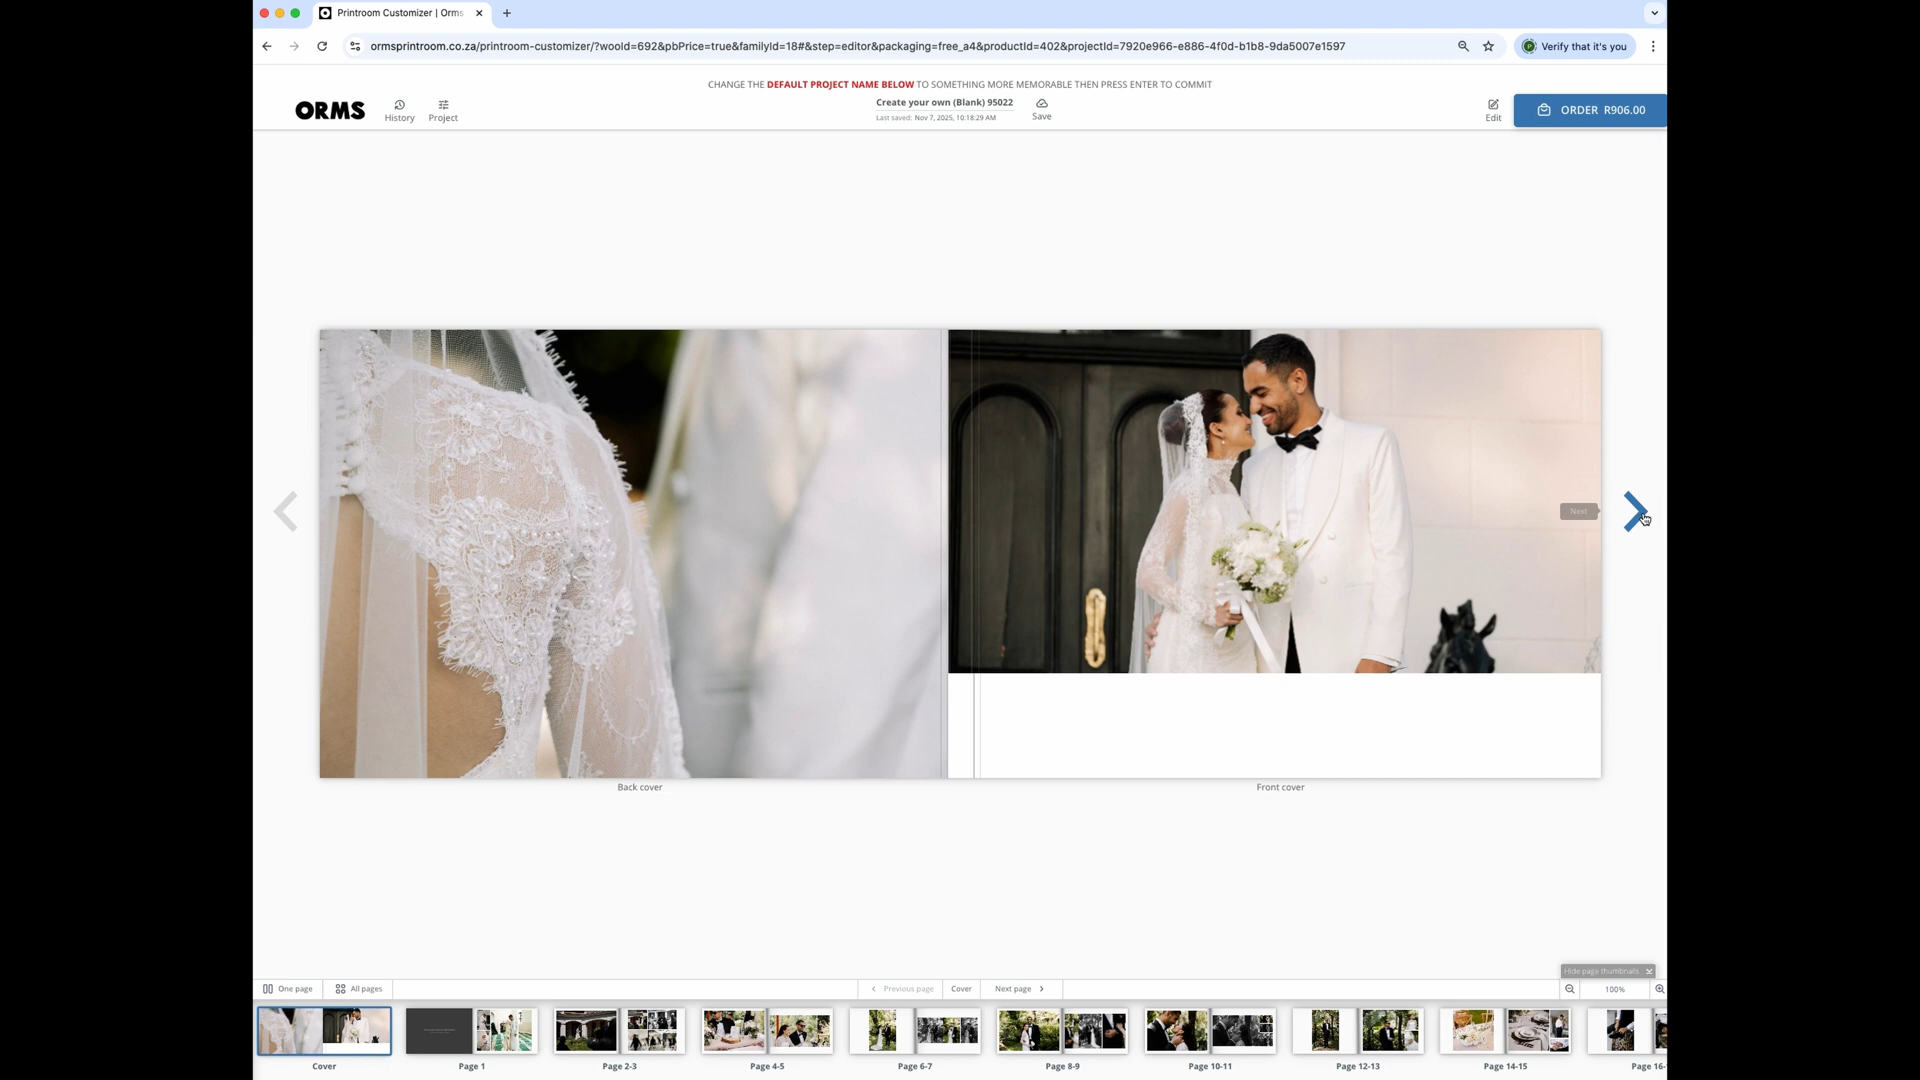 Printroom Customizer | Orms
ormsprintroom.co.za/printroom-customizer/?wooId=692&pbPrice=true&familyId=18#&step=editor&packaging=free_a4&productId=402&projectId=7920e966-e886-4f0d-b1b8-9da5007e1597
Verify that it's you
CHANGE THE DEFAULT PROJECT NAME BELOW TO SOMETHING MORE MEMORABLE THEN PRESS ENTER TO COMMIT
ORMS
History
Project
Create your own (Blank) 95022
Last saved: Nov 7, 2025, 10:18:29 AM
Save
Edit
ORDER R906.00
Next
Back cover
Front cover
Hide page thumbnails
One page
All pages
Previous page
Cover
Next page
100%
Cover
Page 1
Page 2-3
Page 4-5
Page 6-7
Page 8-9
Page 10-11
Page 12-13
Page 14-15
Page 16-